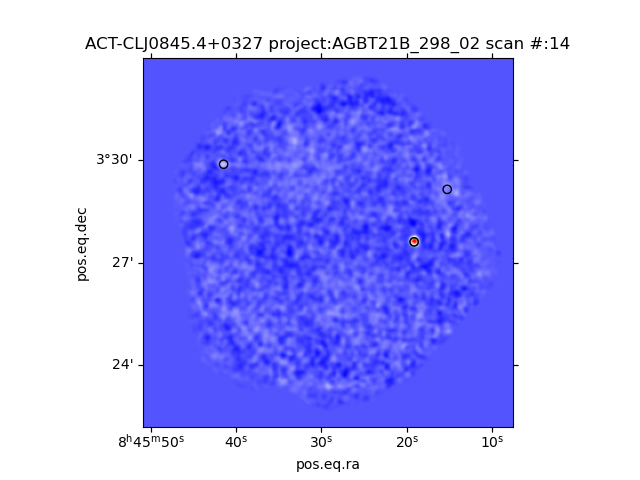 ACT-CLJ0845.4+0327 project:AGBT21B_298_02 scan #:14
3°30'
27'
24'
pos.eq.dec
8ʰ45ᵐ50ˢ 40ˢ 30ˢ 20ˢ 10ˢ
pos.eq.ra